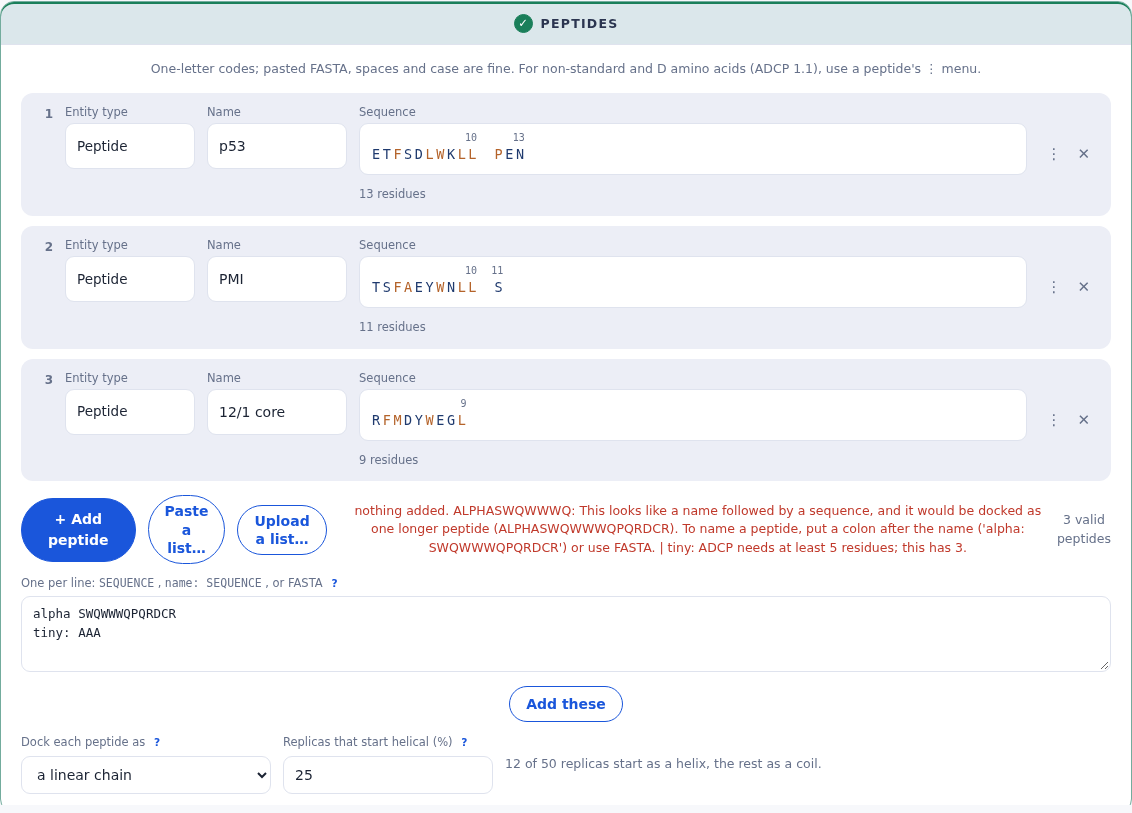 ✓ PEPTIDES
One-letter codes; pasted FASTA, spaces and case are fine. For non-standard and D amino acids (ADCP 1.1), use a peptide's ⋮ menu.
1 Entity type Name Sequence
10 13
Peptide p53 ETFSDLWKLL PEN ⋮ ✕
13 residues
2 Entity type Name Sequence
10 11
Peptide PMI TSFAEYWNLL S ⋮ ✕
11 residues
3 Entity type Name Sequence
9
Peptide 12/1 core RFMDYWEGL ⋮ ✕
9 residues
+ Add
peptide
Paste
a
list…
Upload
a list…
nothing added. ALPHASWQWWWQ: This looks like a name followed by a sequence, and it would be docked as
one longer peptide (ALPHASWQWWWQPQRDCR). To name a peptide, put a colon after the name ('alpha:
SWQWWWQPQRDCR') or use FASTA. | tiny: ADCP needs at least 5 residues; this has 3.
3 valid
peptides
One per line: SEQUENCE , name: SEQUENCE , or FASTA ?
alpha SWQWWWQPQRDCR
tiny: AAA
Add these
Dock each peptide as ? Replicas that start helical (%) ?
a linear chain 25 12 of 50 replicas start as a helix, the rest as a coil.